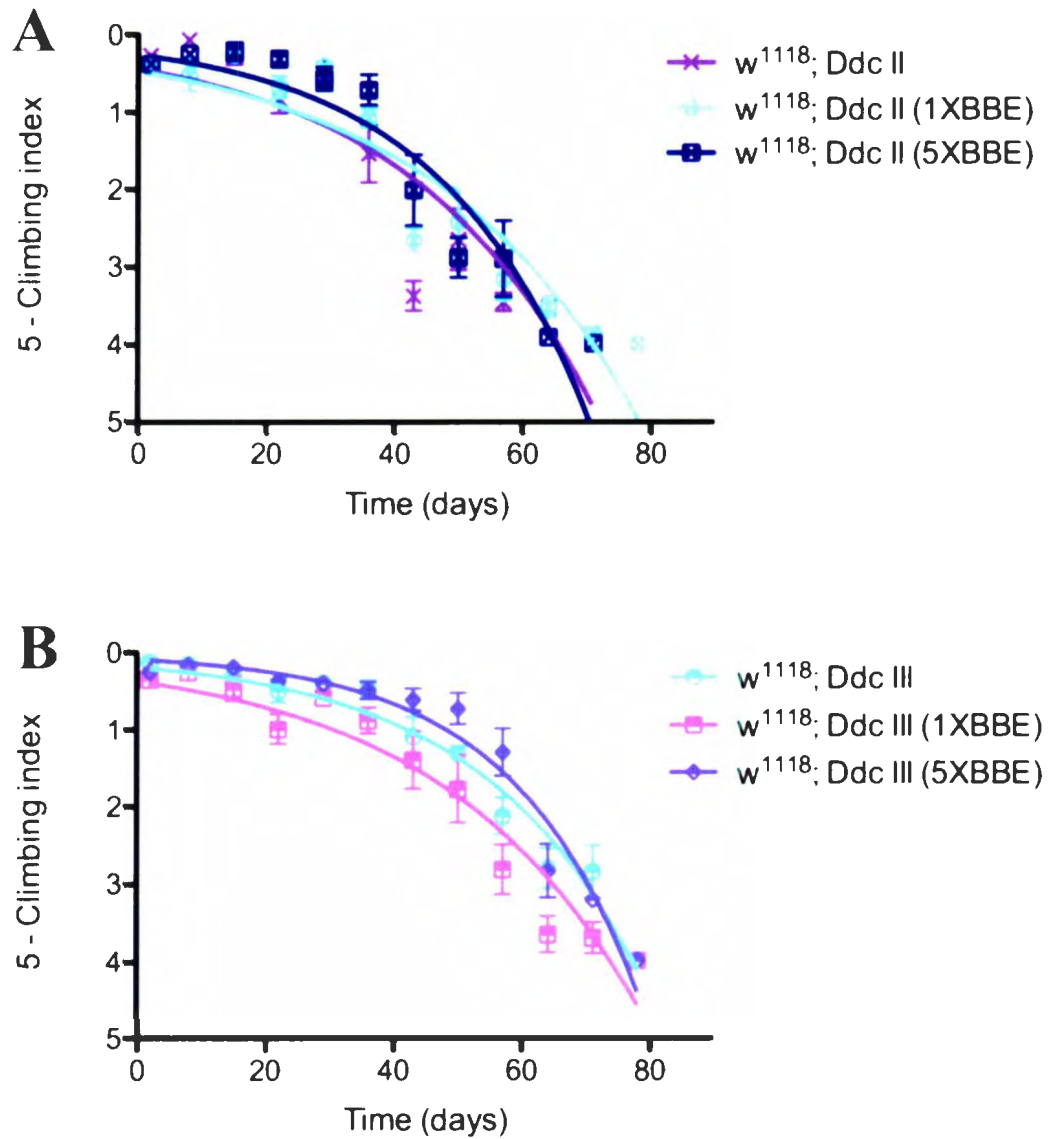 A
0
1
2
3
4
5
5 - Climbing index
0 20 40 60 80
Time (days)
w1118; Ddc II
w1118; Ddc II (1XBBE)
w1118; Ddc II (5XBBE)
B
0
1
2
3
4
5
5 - Climbing index
0 20 40 60 80
Time (days)
w1118; Ddc III
w1118; Ddc III (1XBBE)
w1118; Ddc III (5XBBE)